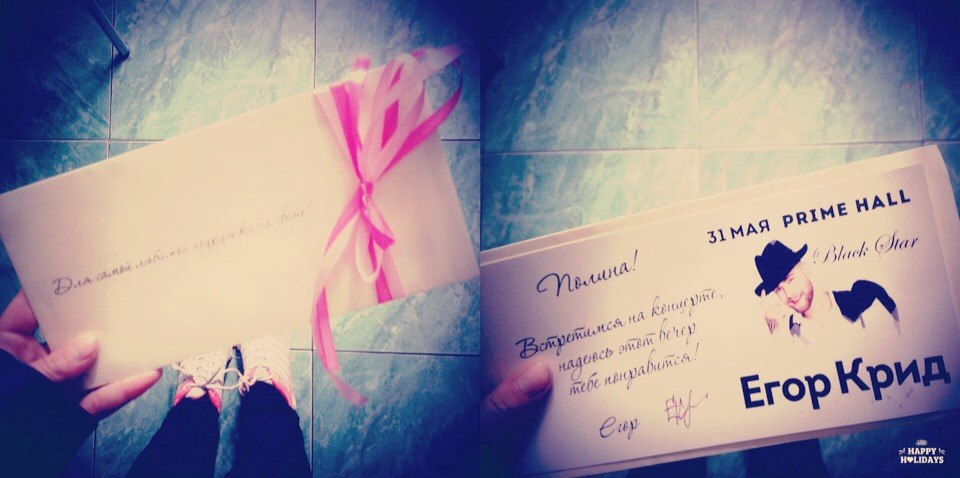 Для самой любимой подружки на свете!
31 МАЯ PRIME HALL
Black Star
Полина!
Встретимся на концерте,
надеюсь этот вечер
тебе понравится!
Егор
Егор Крид
HAPPY
HOLIDAYS